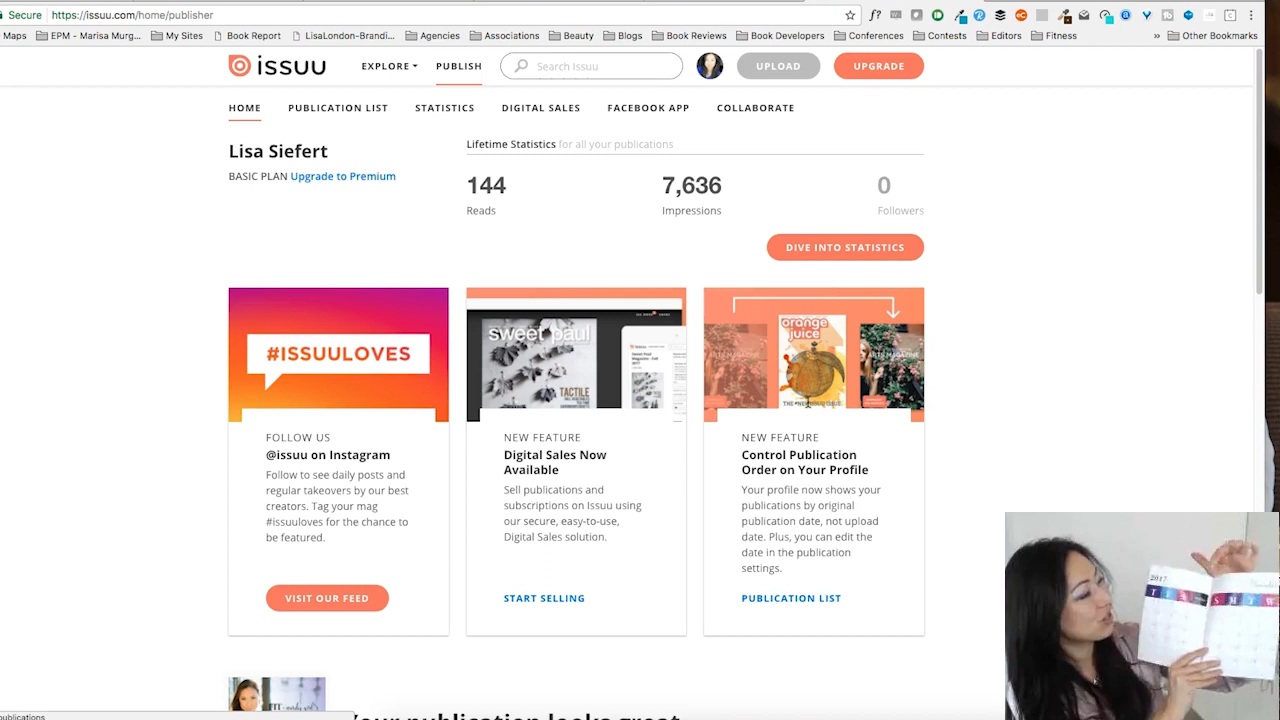 Secure https://issuu.com/home/publisher
Maps EPM - Marisa Murg... My Sites Book Report LisaLondon-Brandi... Agencies Associations Beauty Blogs Book Reviews Book Developers Conferences Contests Editors Fitness » Other Bookmarks
issuu EXPLORE PUBLISH Search Issuu UPLOAD UPGRADE
HOME PUBLICATION LIST STATISTICS DIGITAL SALES FACEBOOK APP COLLABORATE
Lisa Siefert
BASIC PLAN Upgrade to Premium
Lifetime Statistics for all your publications
144 7,636 0
Reads Impressions Followers
DIVE INTO STATISTICS
#ISSUULOVES
FOLLOW US
@issuu on Instagram
Follow to see daily posts and
regular takeovers by our best
creators. Tag your mag
#issuuloves for the chance to
be featured.
VISIT OUR FEED
sweet paul
TACTILE
NEW FEATURE
Digital Sales Now
Available
Sell publications and
subscriptions on Issuu using
our secure, easy-to-use,
Digital Sales solution.
START SELLING
orange
juice
NEW FEATURE
Control Publication
Order on Your Profile
Your profile now shows your
publications by original
publication date, not upload
date. Plus, you can edit the
date in the publication
settings.
PUBLICATION LIST
Your publication looks great
publications
2017
S M T W